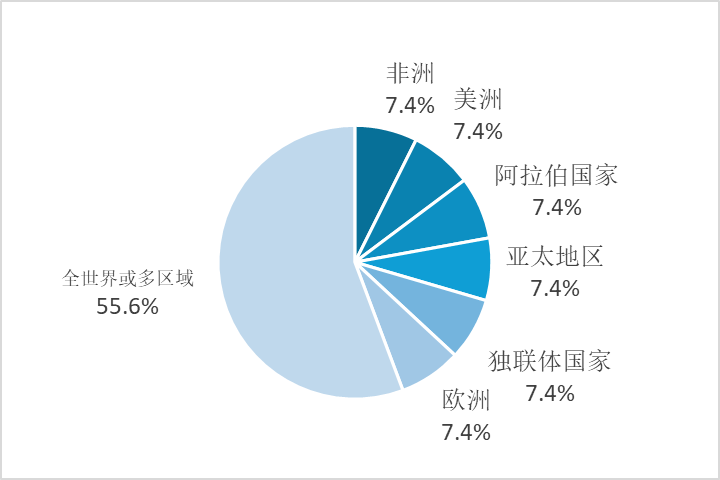 非洲
7.4%
美洲
7.4%
阿拉伯国家
7.4%
亚太地区
7.4%
独联体国家
7.4%
欧洲
7.4%
全世界或多区域
55.6%